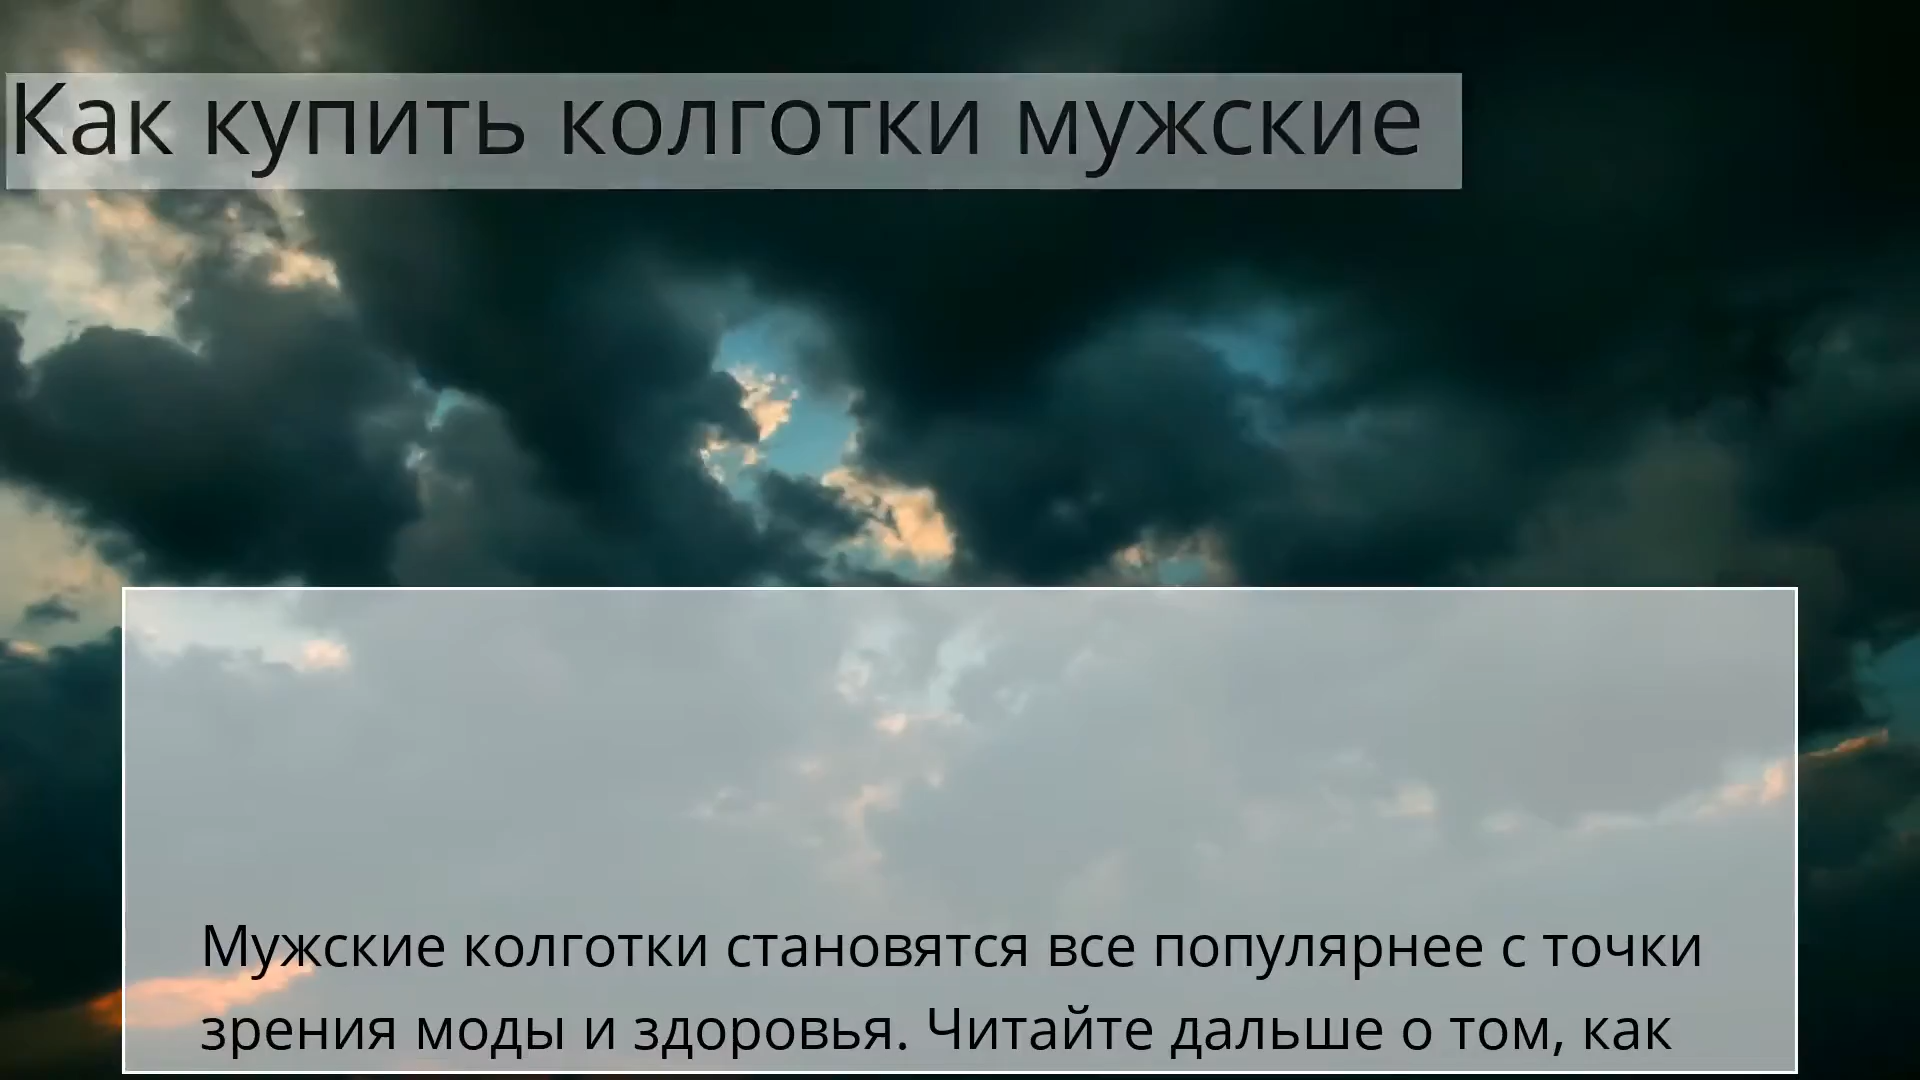 Как купить колготки мужские
Мужские колготки становятся все популярнее с точки
зрения моды и здоровья. Читайте дальше о том, как